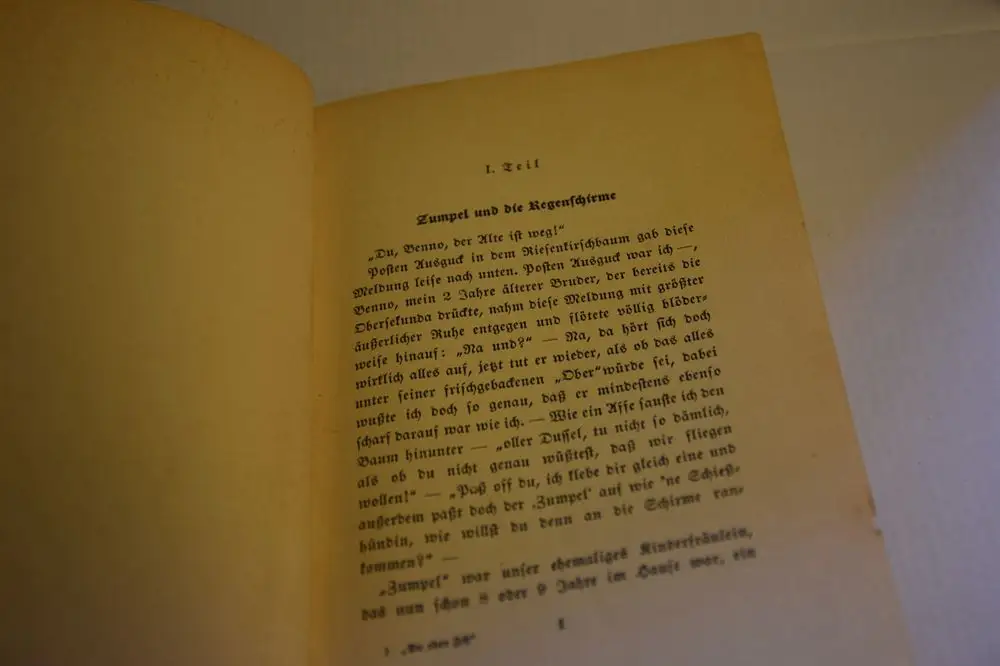 I. Teil
Zumpel und die Regenschirme
„Du, Benno, der Alte ist weg!“
Posten Ausguck in dem Riesenkirschbaum gab diese
Meldung leise nach unten. Posten Ausguck war ich —,
Benno, mein 2 Jahre älterer Bruder, der bereits die
Obersekunda drückte, nahm diese Meldung mit größter
äußerlicher Ruhe entgegen und flötete völlig blöder-
weise hinauf: „Na und?“ — Na, da hört sich doch
wirklich alles auf, jetzt tut er wieder, als ob das alles
unter seiner frischgebackenen „Ober“würde sei, dabei
wußte ich doch so genau, daß er mindestens ebenso
scharf darauf war wie ich. — Wie ein Affe sauste ich den
Baum hinunter — „oller Dussel, tu nicht so dämlich,
als ob du nicht genau wüßtest, daß wir fliegen
wollen!“ — „Paß off du, ich klebe dir gleich eine und
außerdem paßt doch der ‚Zumpel‘ auf wie 'ne Schieß-
hündin, wie willst du denn an die Schirme ran-
kommen?“ —
„Zumpel“ war unser ehemaliges Kinderfräulein,
das nun schon 8 oder 9 Jahre im Hause war, ein
1